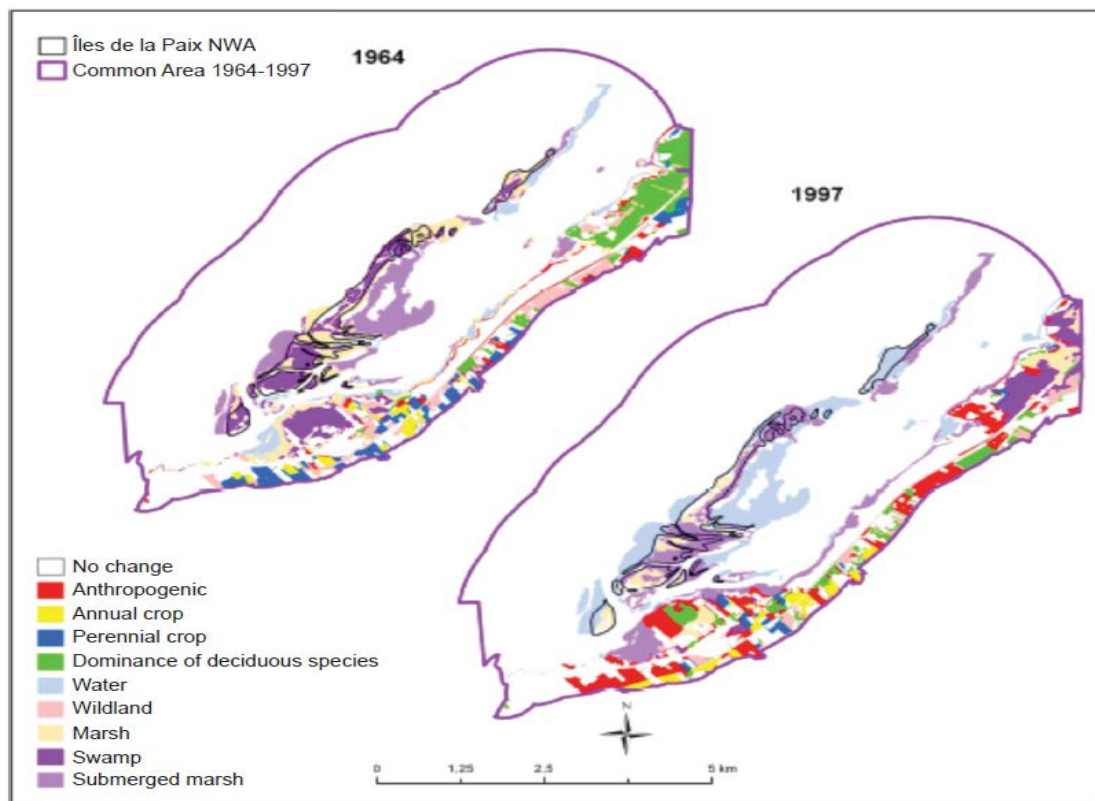 Îles de la Paix NWA
Common Area 1964-1997
1964
1997
No change
Anthropogenic
Annual crop
Perennial crop
Dominance of deciduous species
Water
Wildland
Marsh
Swamp
Submerged marsh
N
0 1,25 2,5 5 km